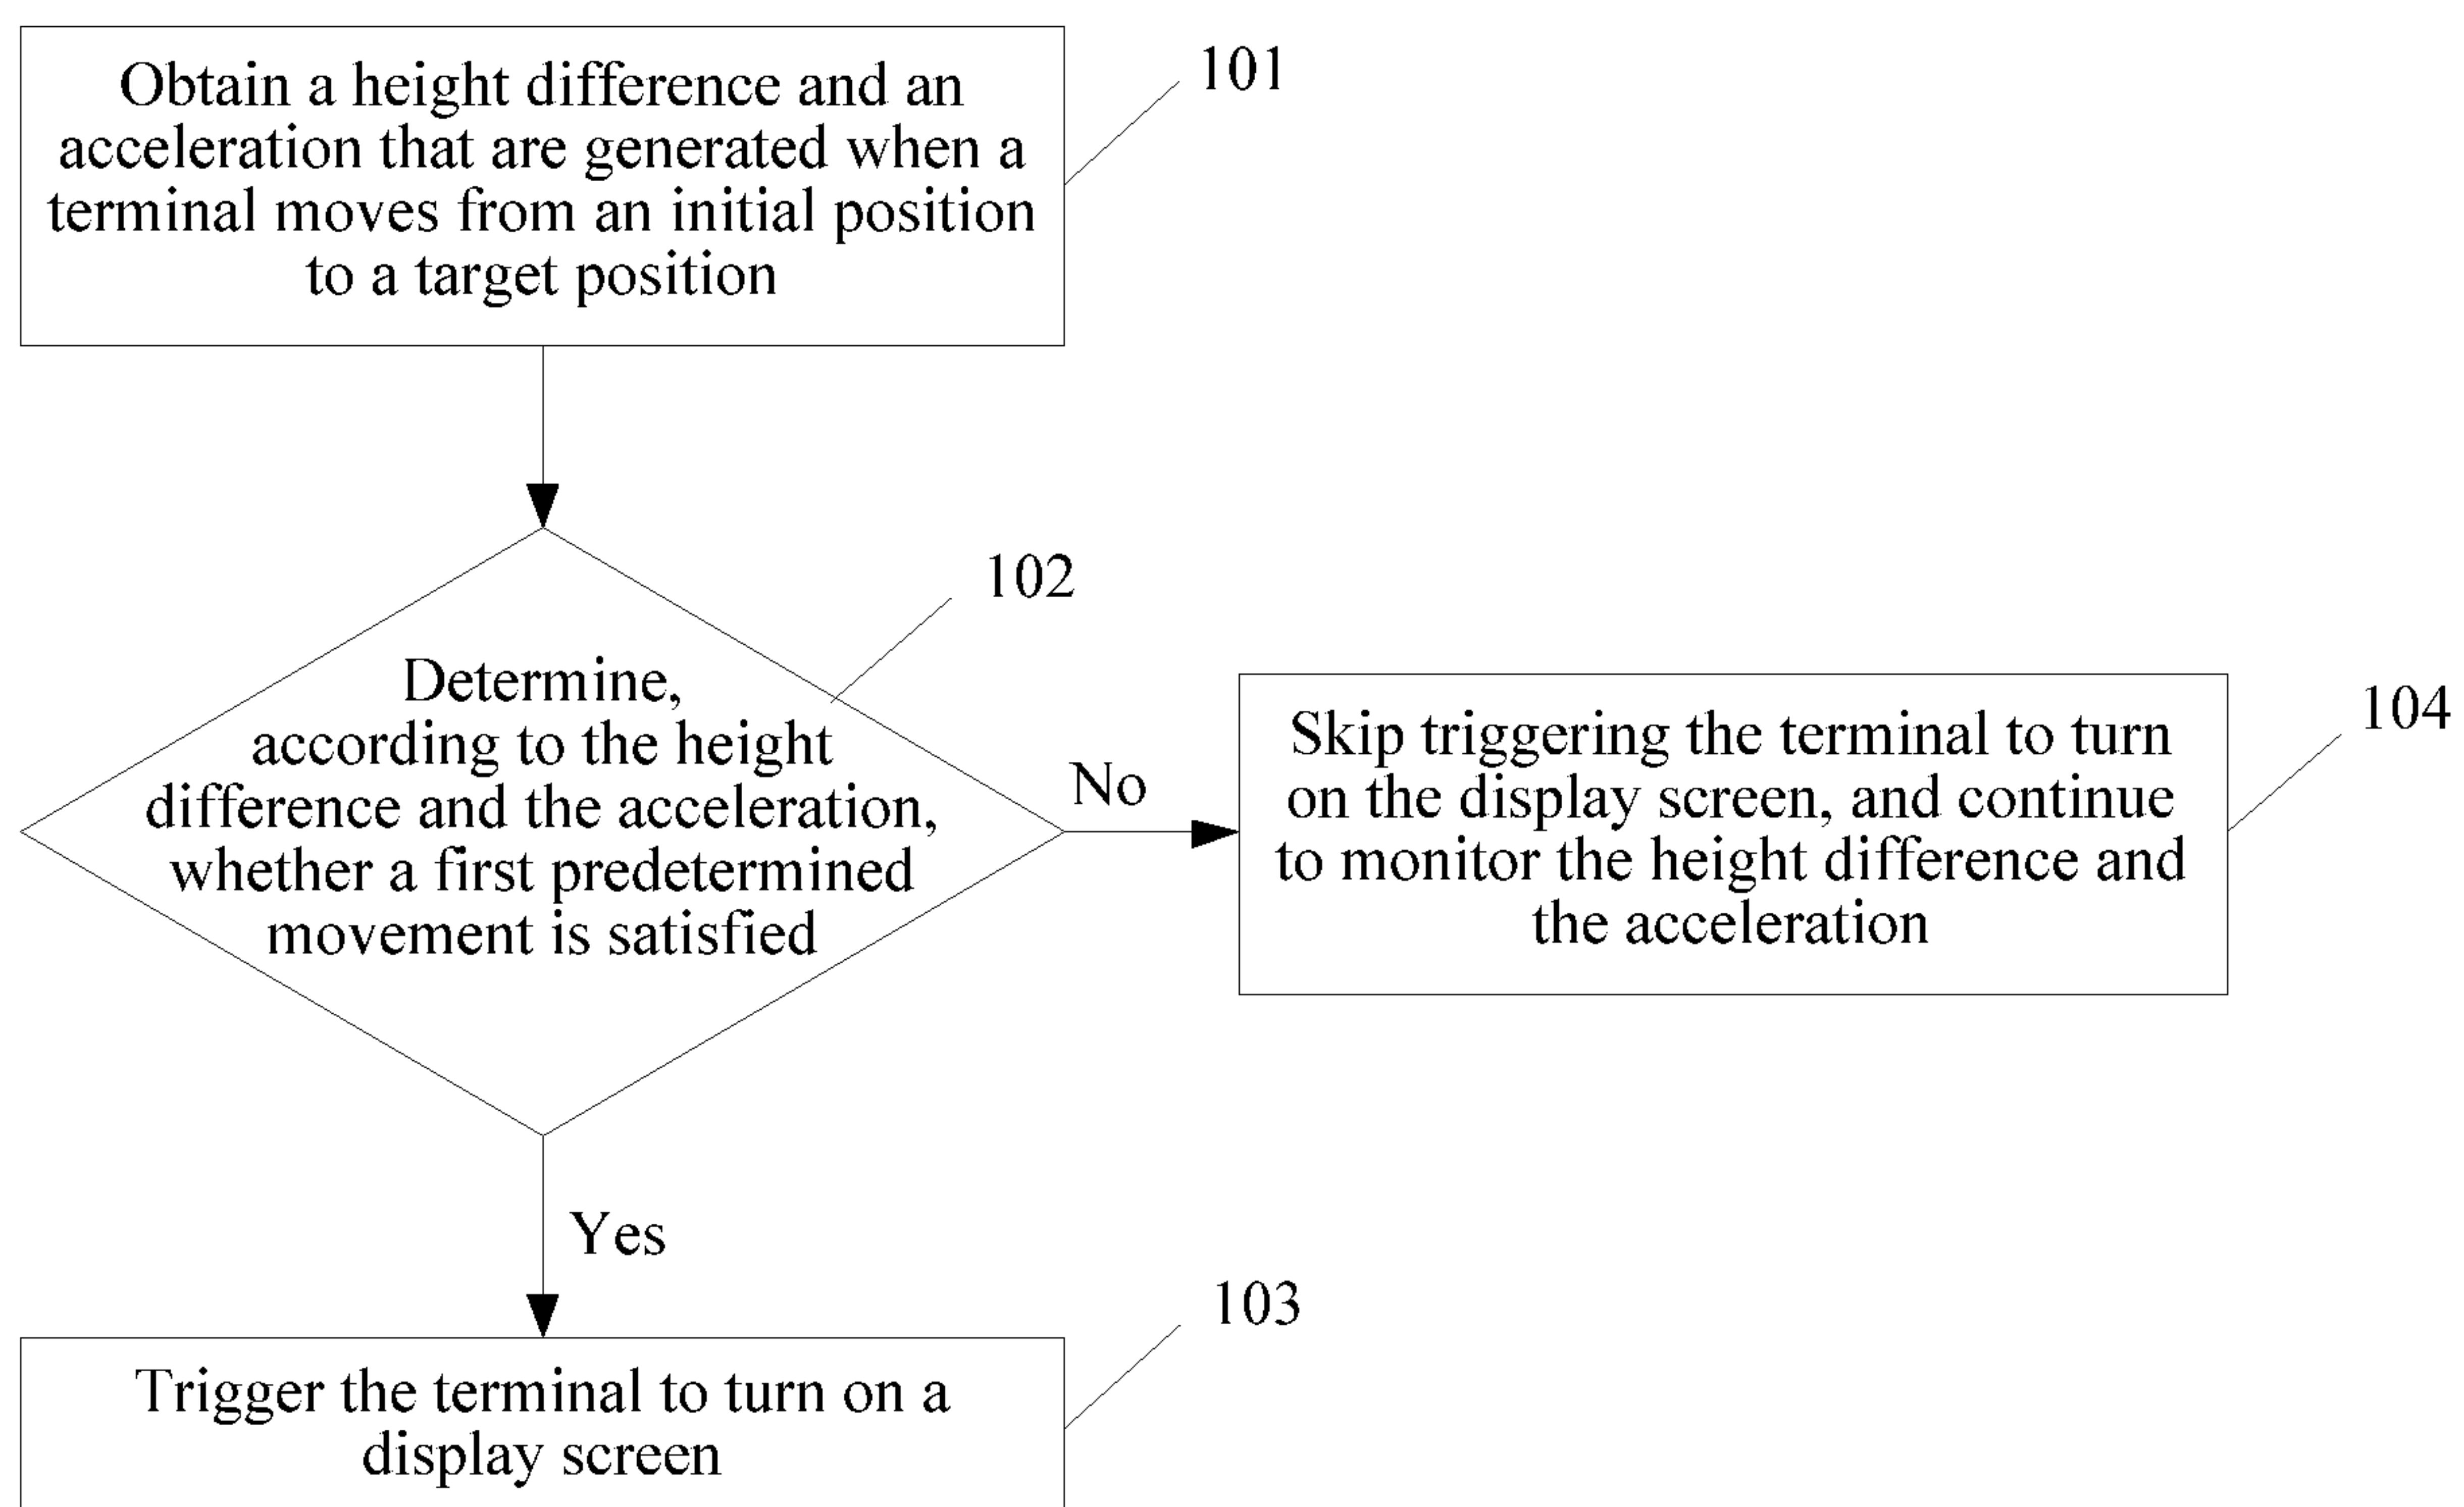 Obtain a height difference and an
acceleration that are generated when a
terminal moves from an initial position
to a target position
101
102
Determine,
according to the height
difference and the acceleration,
whether a first predetermined
movement is satisfied
No
Skip triggering the terminal to turn
on the display screen, and continue
to monitor the height difference and
the acceleration
104
Yes
103
Trigger the terminal to turn on a
display screen